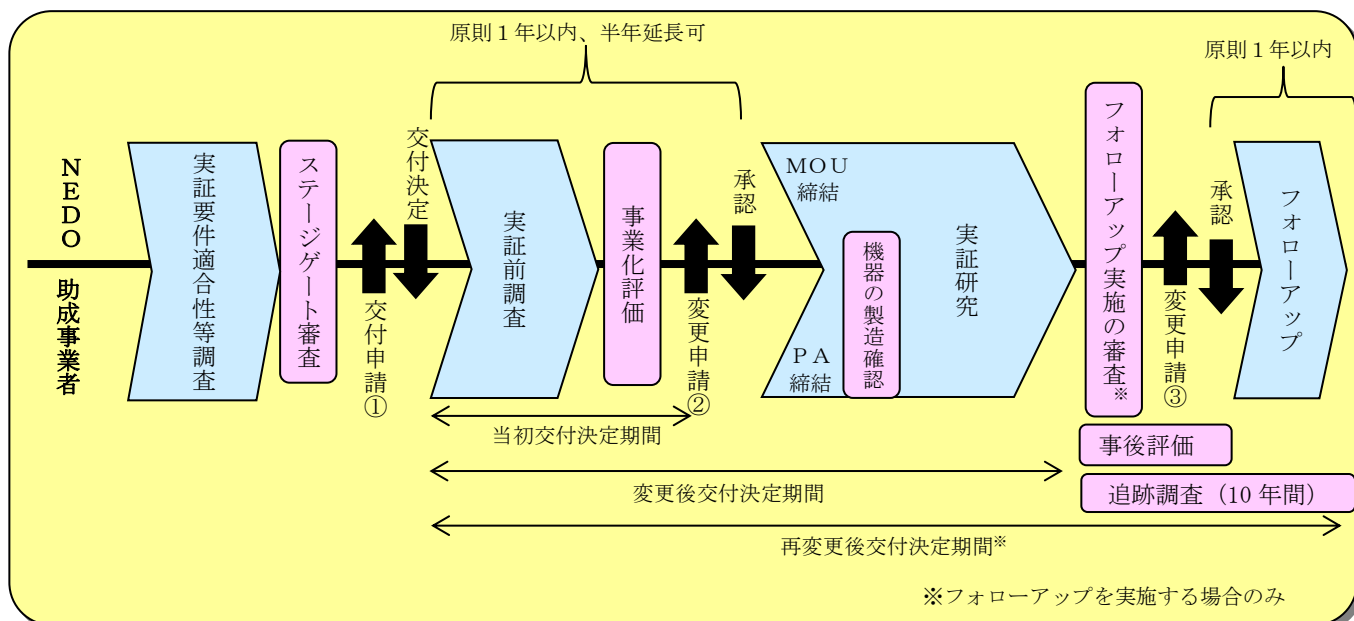 原則1年以内、半年延長可
原則1年以内
NEDO
助成事業者
実証要件適合性等調査
ステージゲート審査
交付申請①
交付決定
実証前調査
事業化評価
変更申請②
承認
MOU
締結
PA
締結
機器の製造確認
実証研究
フォローアップ実施の審査※
変更申請③
承認
フォローアップ
当初交付決定期間
変更後交付決定期間
再変更後交付決定期間※
事後評価
追跡調査(10年間)
※フォローアップを実施する場合のみ